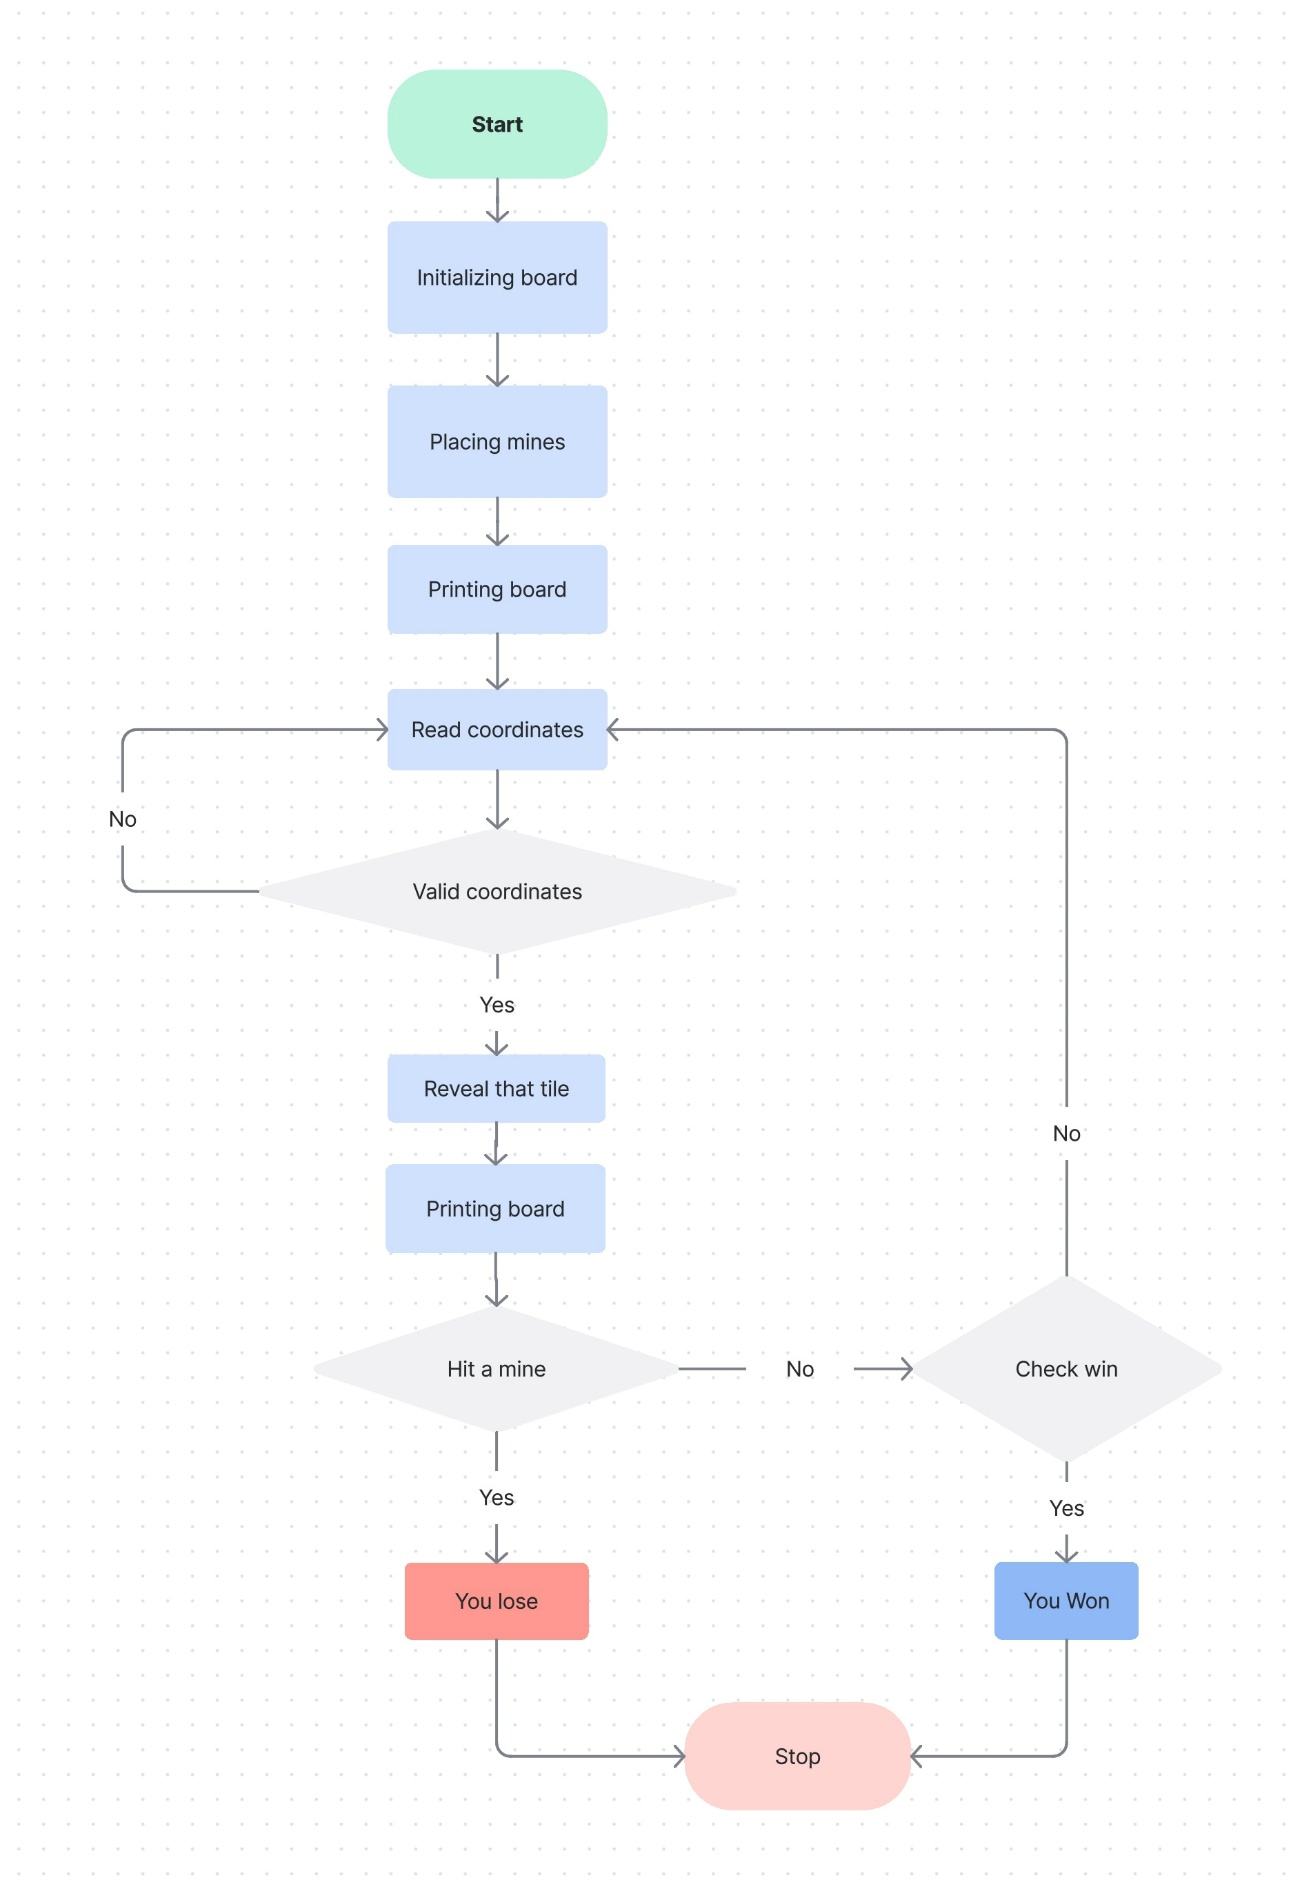 Start
Initializing board
Placing mines
Printing board
Read coordinates
No
Valid coordinates
Yes
Reveal that tile
No
Printing board
Hit a mine
No
Check win
Yes
Yes
You lose
You Won
Stop